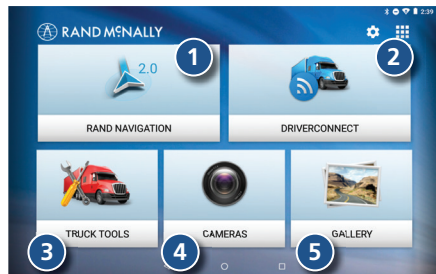 2:39
RAND MCNALLY
2.0
1
2
RAND NAVIGATION
DRIVERCONNECT
TRUCK TOOLS
CAMERAS
GALLERY
3
4
5